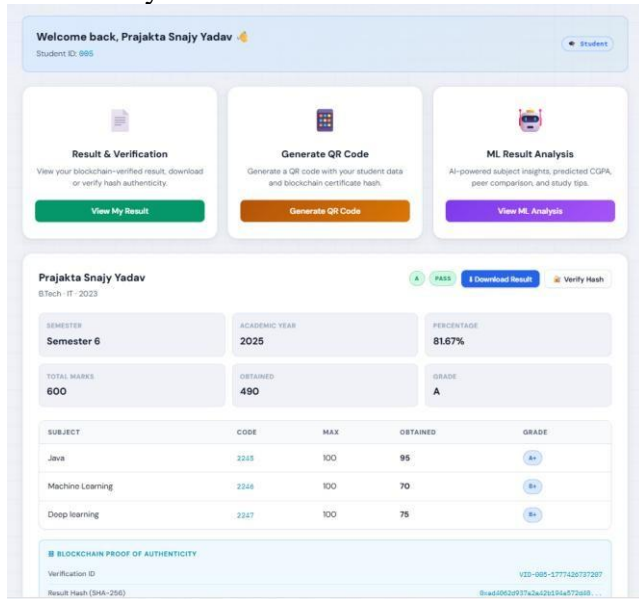 Welcome back, Prajakta Snajy Yadav
Student ID: 005
Student
Result & Verification
View your blockchain-verified result, download
or verify hash authenticity.
View My Result
Generate QR Code
Generate a QR code with your student data
and blockchain certificate hash.
Generate QR Code
ML Result Analysis
AI-powered subject insights, predicted CGPA,
peer comparison, and study tips.
View ML Analysis
Prajakta Snajy Yadav
A PASS Download Result Verify Hash
B.Tech · IT · 2023
SEMESTER
Semester 6
ACADEMIC YEAR
2025
PERCENTAGE
81.67%
TOTAL MARKS
600
OBTAINED
490
GRADE
A
SUBJECT CODE MAX OBTAINED GRADE
Java 2245 100 95 A+
Machine Learning 2246 100 70 B+
Deep learning 2247 100 75 B+
BLOCKCHAIN PROOF OF AUTHENTICITY
Verification ID VID-005-1777426737207
Result Hash (SHA-256)